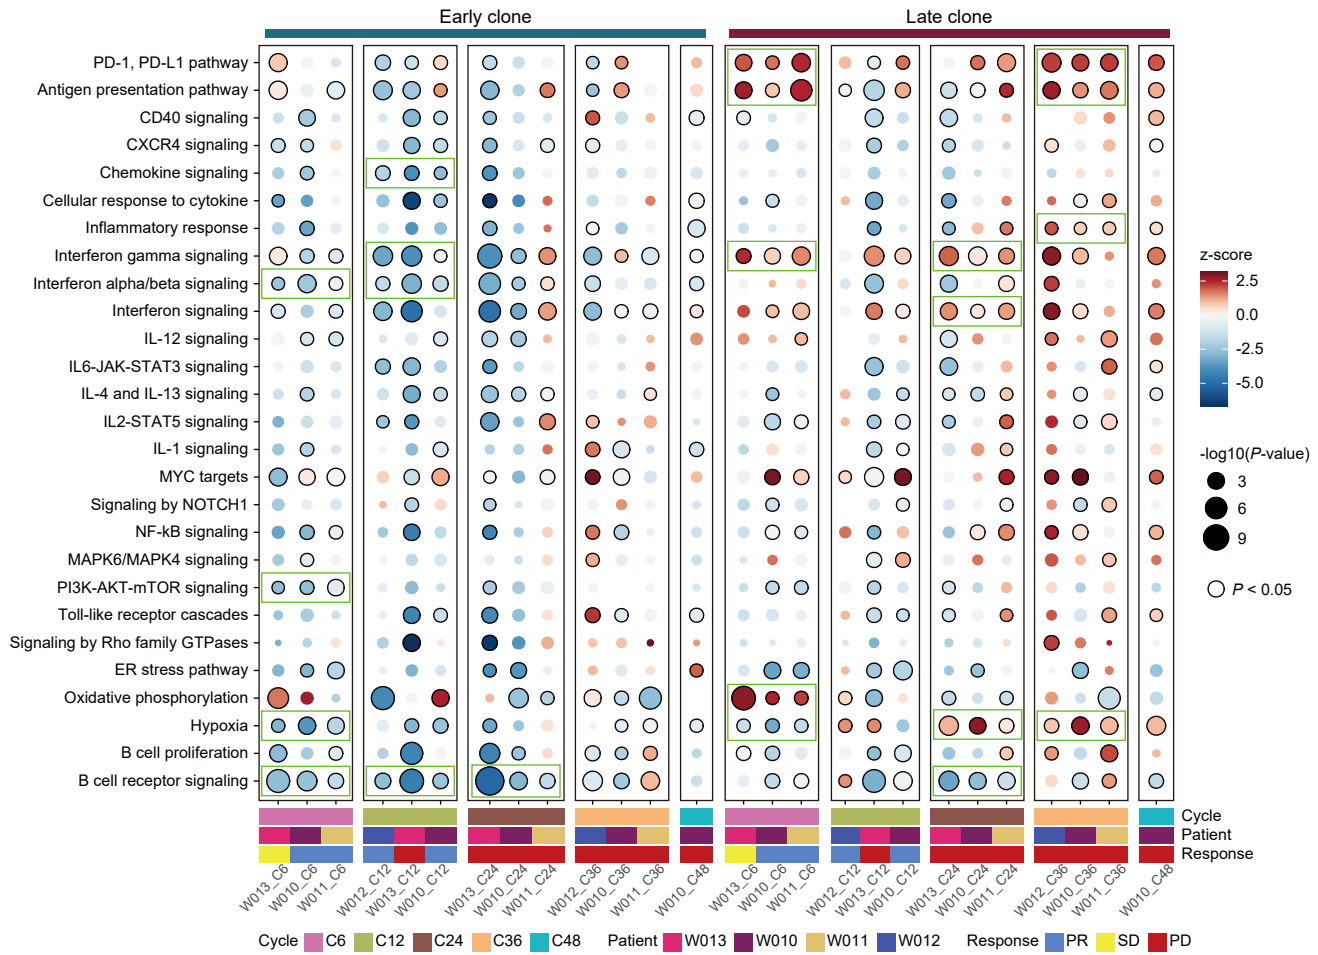 Early clone
Late clone
PD-1, PD-L1 pathway
Antigen presentation pathway
CD40 signaling
CXCR4 signaling
Chemokine signaling
Cellular response to cytokine
Inflammatory response
Interferon gamma signaling
Interferon alpha/beta signaling
Interferon signaling
IL-12 signaling
IL6-JAK-STAT3 signaling
IL-4 and IL-13 signaling
IL2-STAT5 signaling
IL-1 signaling
MYC targets
Signaling by NOTCH1
NF-kB signaling
MAPK6/MAPK4 signaling
PI3K-AKT-mTOR signaling
Toll-like receptor cascades
Signaling by Rho family GTPases
ER stress pathway
Oxidative phosphorylation
Hypoxia
B cell proliferation
B cell receptor signaling
z-score
2.5
0.0
-2.5
-5.0
-log10(P-value)
3
6
9
P < 0.05
Cycle
Patient
Response
W013_C6
W010_C6
W011_C6
W012_C12
W013_C12
W010_C12
W013_C24
W010_C24
W011_C24
W012_C36
W010_C36
W011_C36
W010_C48
W013_C6
W010_C6
W011_C6
W012_C12
W013_C12
W010_C12
W013_C24
W010_C24
W011_C24
W012_C36
W010_C36
W011_C36
W010_C48
Cycle C6 C12 C24 C36 C48 Patient W013 W010 W011 W012 Response PR SD PD